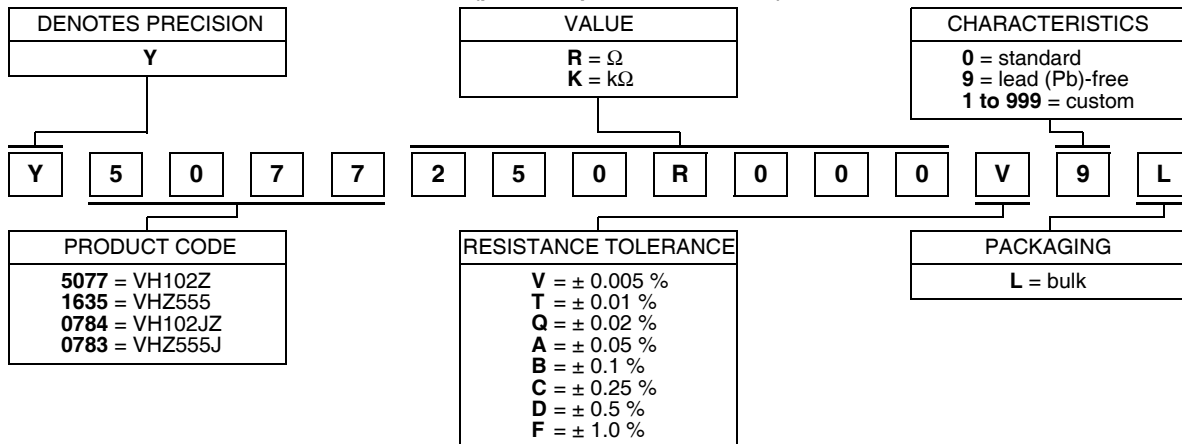 DENOTES PRECISION
Y
VALUE
R = Ω
K = kΩ
CHARACTERISTICS
0 = standard
9 = lead (Pb)-free
1 to 999 = custom
Y 5 0 7 7 2 5 0 R 0 0 0 V 9 L
PRODUCT CODE
5077 = VH102Z
1635 = VHZ555
0784 = VH102JZ
0783 = VHZ555J
RESISTANCE TOLERANCE
V = ± 0.005 %
T = ± 0.01 %
Q = ± 0.02 %
A = ± 0.05 %
B = ± 0.1 %
C = ± 0.25 %
D = ± 0.5 %
F = ± 1.0 %
PACKAGING
L = bulk